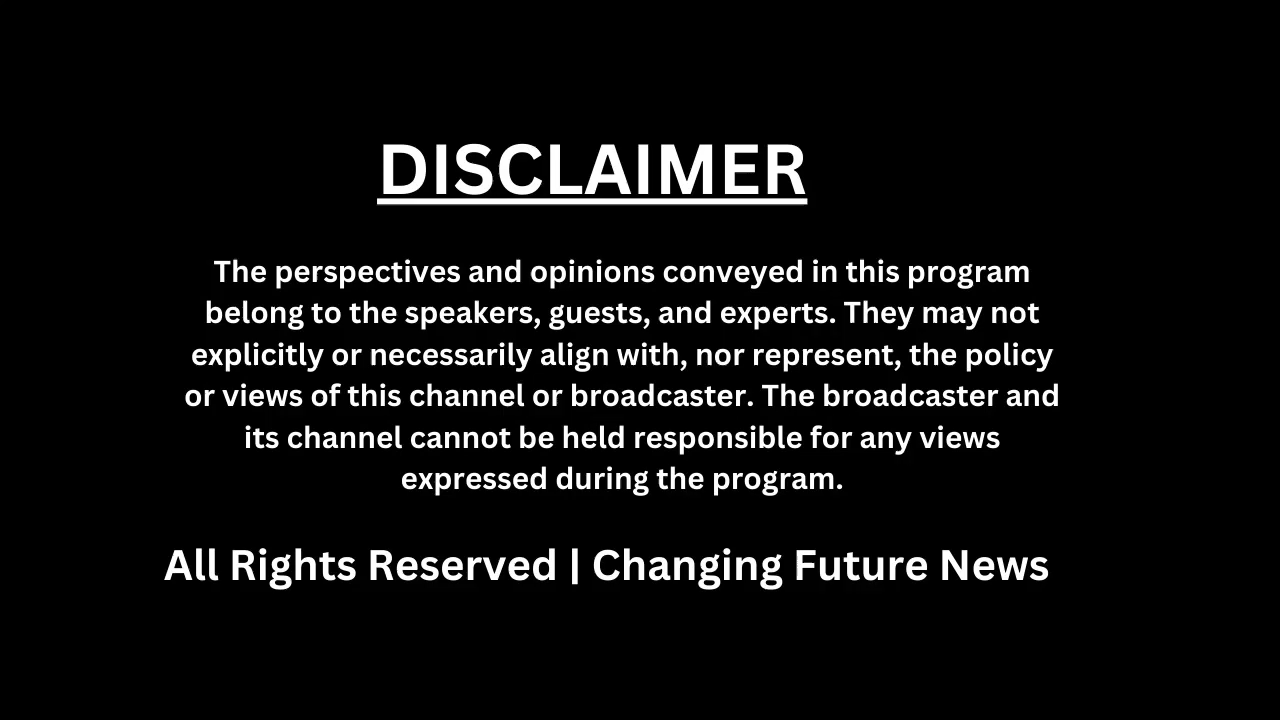 DISCLAIMER
The perspectives and opinions conveyed in this program
belong to the speakers, guests, and experts. They may not
explicitly or necessarily align with, nor represent, the policy
or views of this channel or broadcaster. The broadcaster and
its channel cannot be held responsible for any views
expressed during the program.
All Rights Reserved | Changing Future News